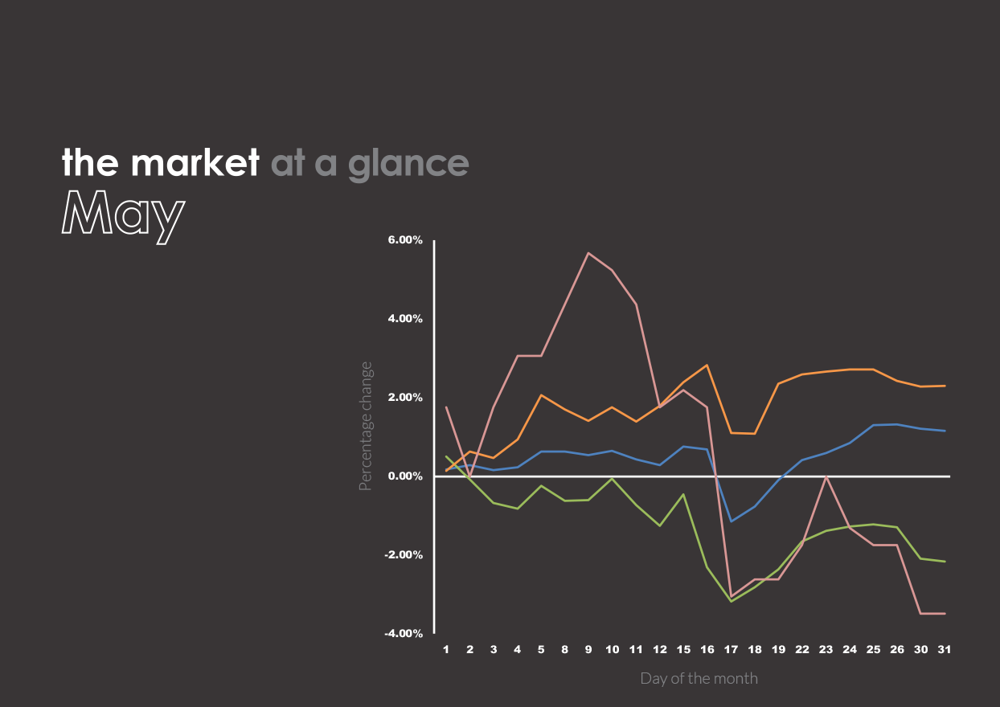 the market at a glance
May
6.00%
4.00%
2.00%
0.00%
-2.00%
-4.00%
Percentage change
1 2 3 4 5 8 9 10 11 12 15 16 17 18 19 22 23 24 25 26 30 31
Day of the month